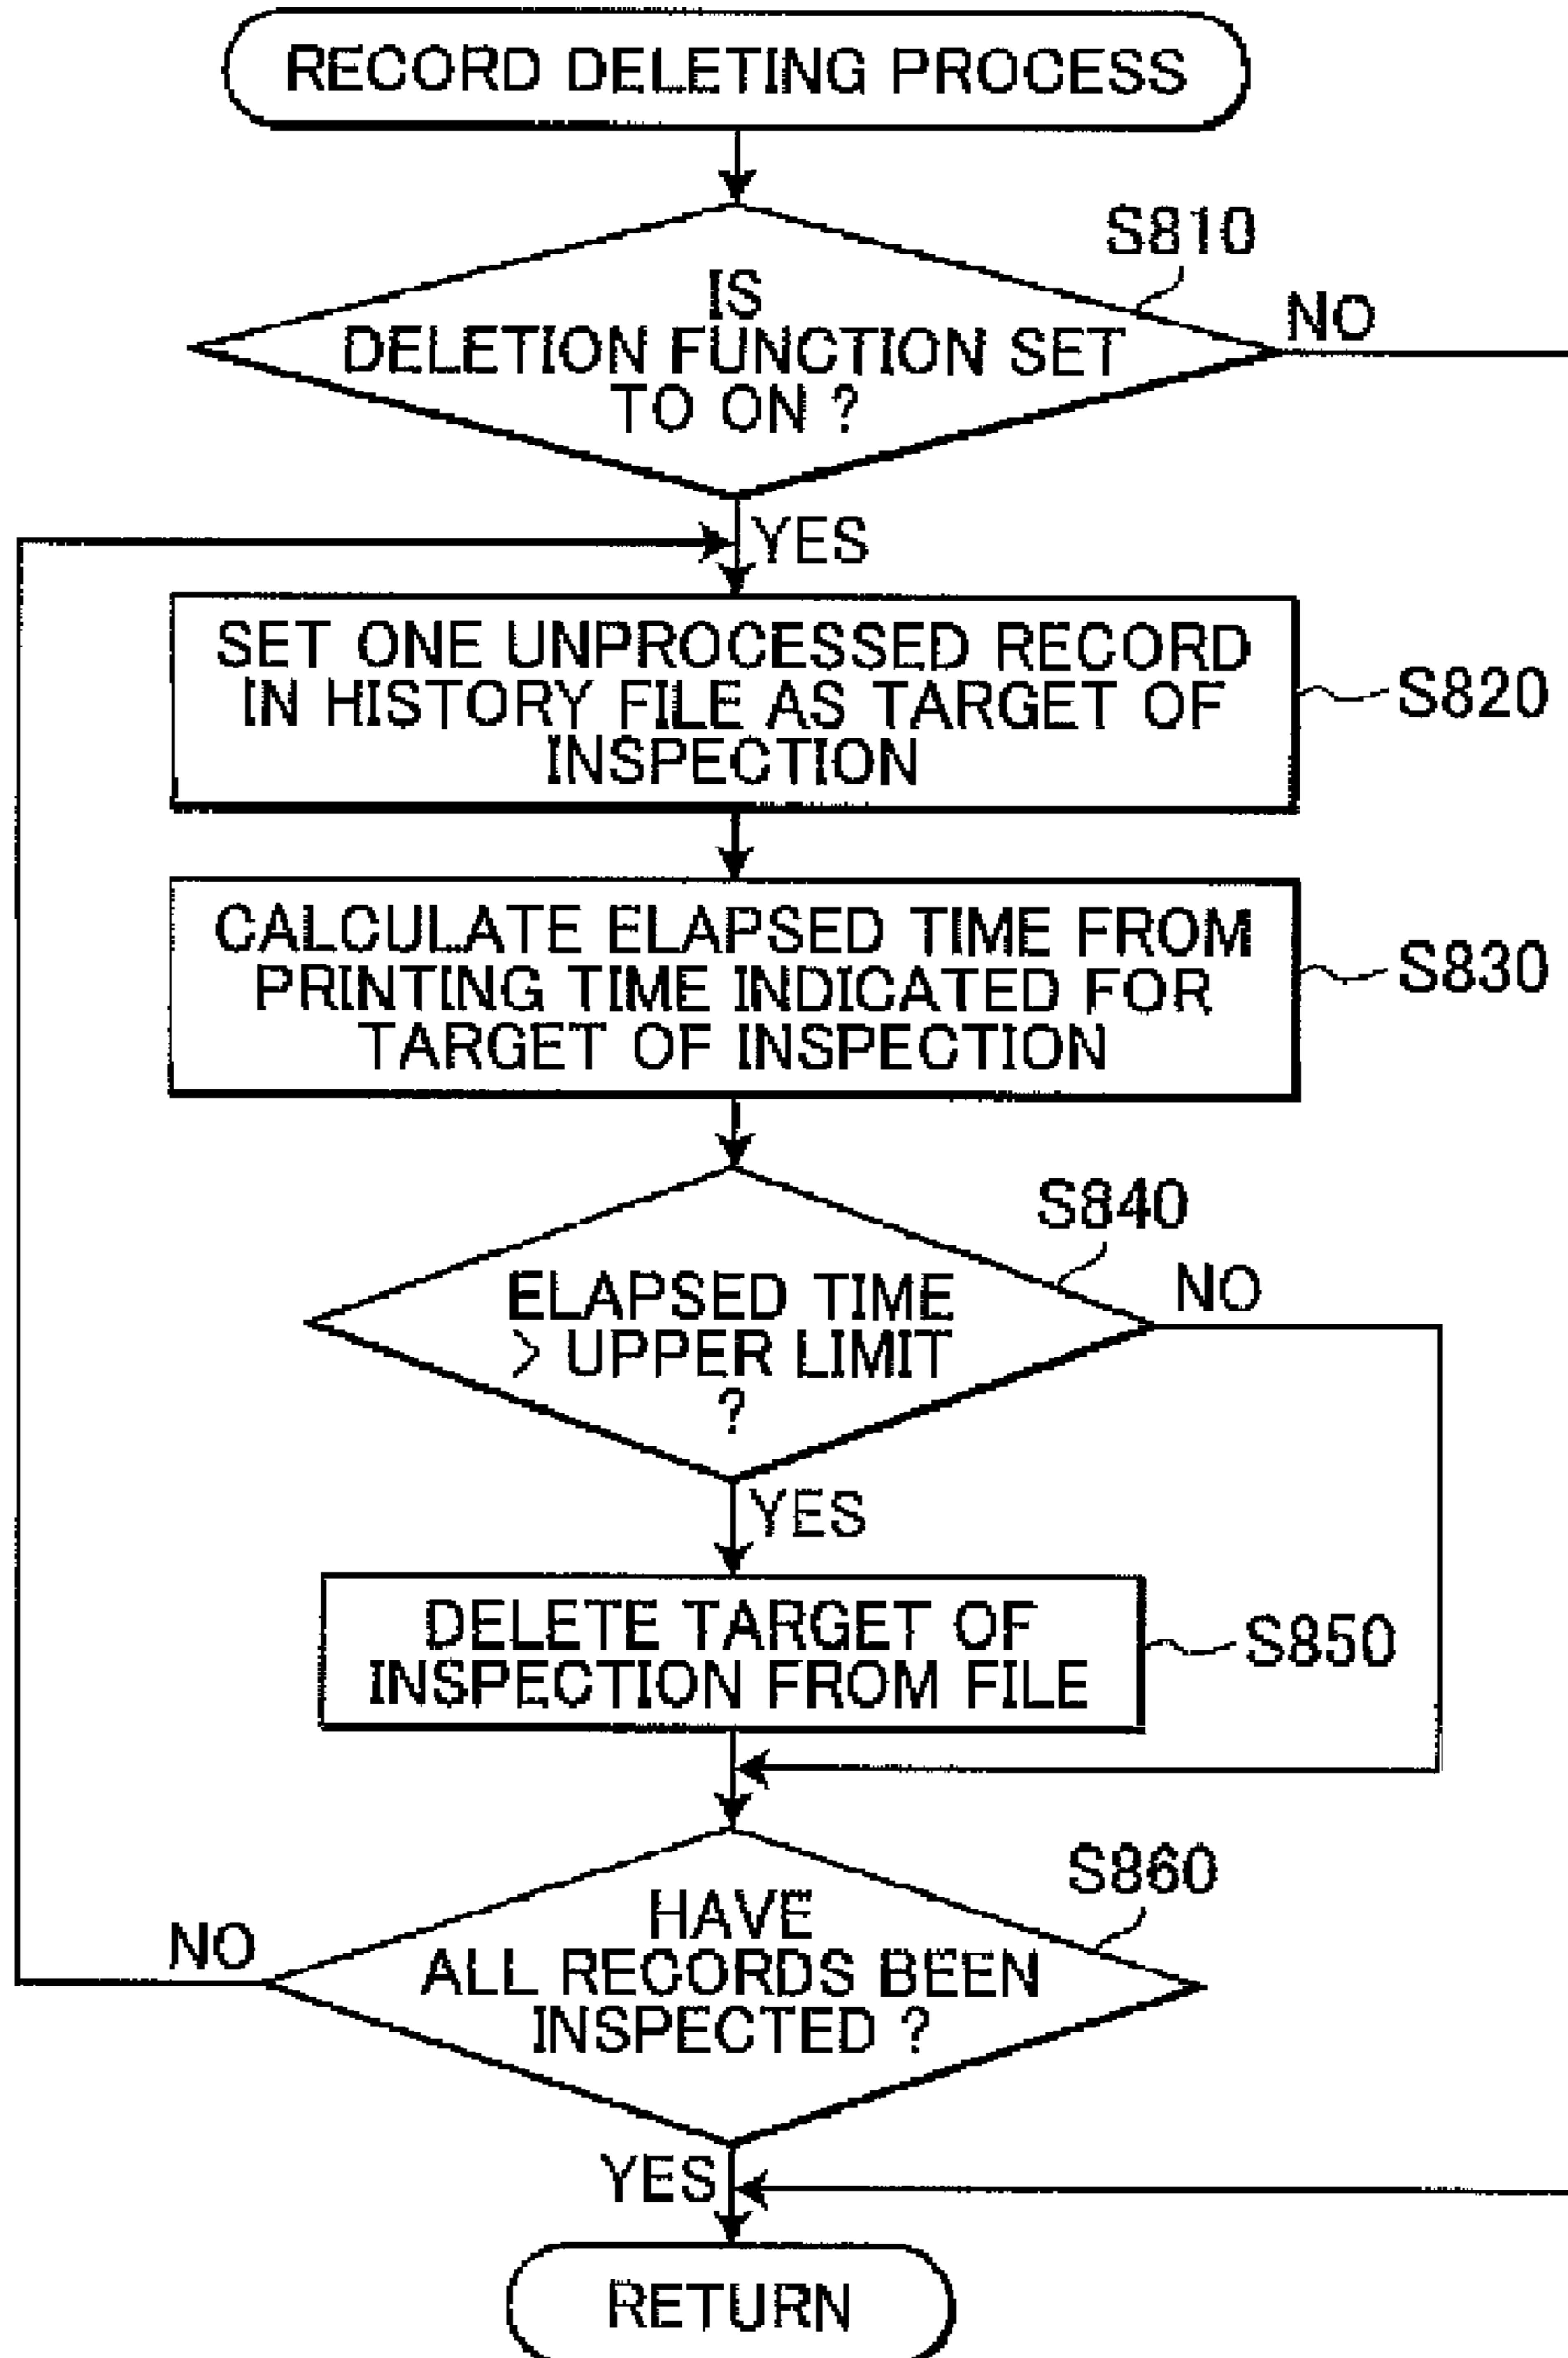 RECORD DELETING PROCESS
S810
IS
DELETION FUNCTION SET
TO ON ?
NO
YES
SET ONE UNPROCESSED RECORD
IN HISTORY FILE AS TARGET OF
INSPECTION
S820
CALCULATE ELAPSED TIME FROM
PRINTING TIME INDICATED FOR
TARGET OF INSPECTION
S830
S840
ELAPSED TIME
> UPPER LIMIT
?
NO
YES
DELETE TARGET OF
INSPECTION FROM FILE
S850
S860
HAVE
ALL RECORDS BEEN
INSPECTED ?
NO
YES
RETURN